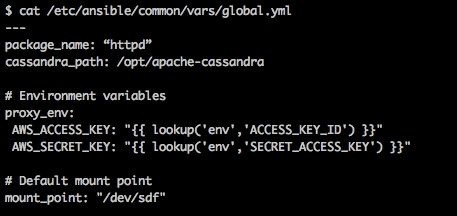 $ cat /etc/ansible/common/vars/global.yml
---
package_name: “httpd”
cassandra_path: /opt/apache-cassandra

# Environment variables
proxy_env:
 AWS_ACCESS_KEY: "{{ lookup('env','ACCESS_KEY_ID') }}"
 AWS_SECRET_KEY: "{{ lookup('env','SECRET_ACCESS_KEY') }}"

# Default mount point
mount_point: "/dev/sdf"